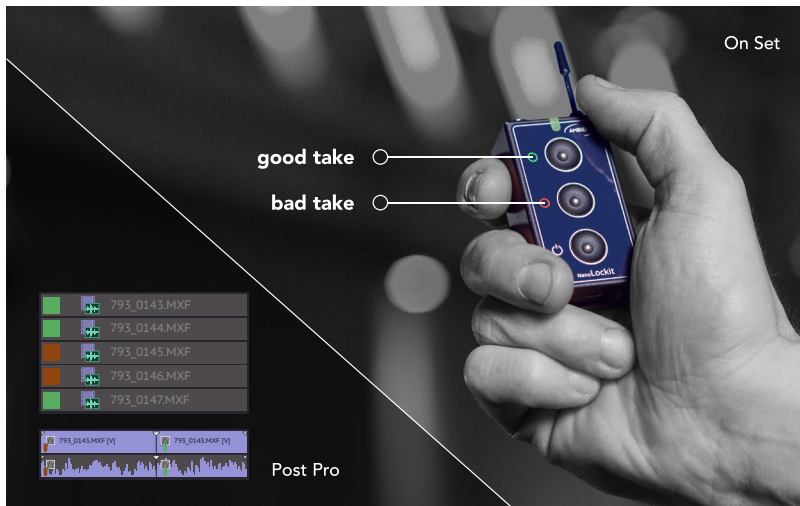 On Set
good take
bad take
NanoLockit
793_0143.MXF
793_0144.MXF
793_0145.MXF
793_0146.MXF
793_0147.MXF
793_0145.MXF [V]
793_0143.MXF [V]
Post Pro